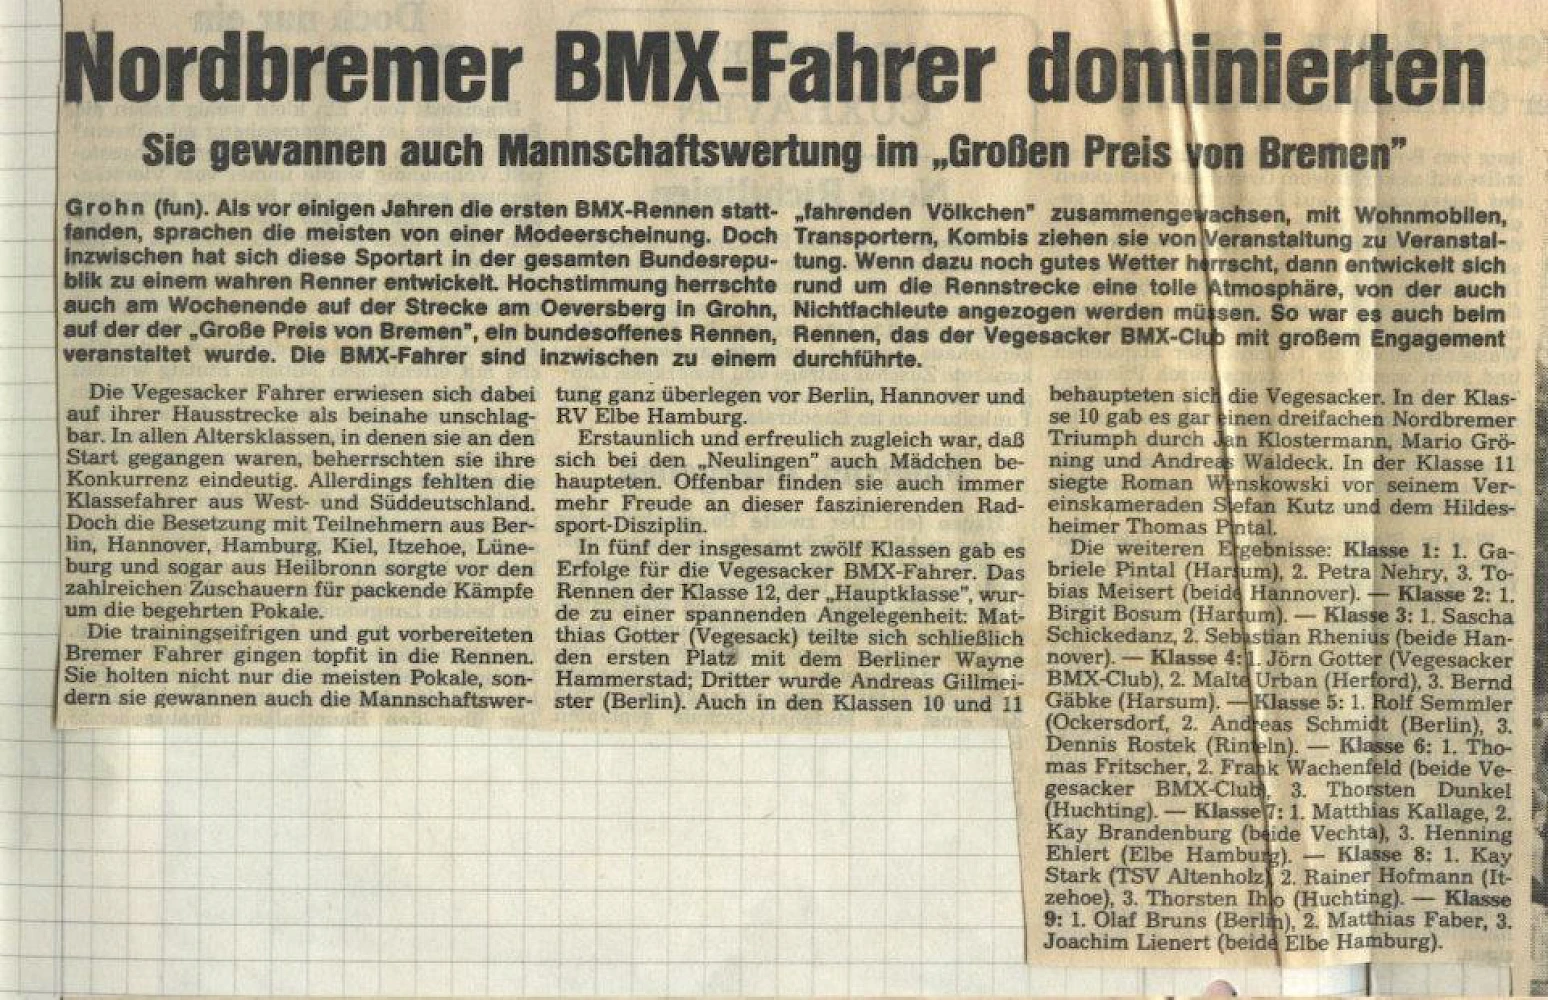 Nordbremer BMX-Fahrer dominierten
Sie gewannen auch Mannschaftswertung im „Großen Preis von Bremen”
Grohn (fun). Als vor einigen Jahren die ersten BMX-Rennen statt-
fanden, sprachen die meisten von einer Modeerscheinung. Doch
inzwischen hat sich diese Sportart in der gesamten Bundesrepu-
blik zu einem wahren Renner entwickelt. Hochstimmung herrschte
auch am Wochenende auf der Strecke am Oeversberg in Grohn,
auf der der „Große Preis von Bremen”, ein bundesoffenes Rennen,
veranstaltet wurde. Die BMX-Fahrer sind inzwischen zu einem
„fahrenden Völkchen” zusammengewachsen, mit Wohnmobilen,
Transportern, Kombis ziehen sie von Veranstaltung zu Veranstal-
tung. Wenn dazu noch gutes Wetter herrscht, dann entwickelt sich
rund um die Rennstrecke eine tolle Atmosphäre, von der auch
Nichtfachleute angezogen werden müssen. So war es auch beim
Rennen, das der Vegesacker BMX-Club mit großem Engagement
durchführte.
Die Vegesacker Fahrer erwiesen sich dabei
auf ihrer Hausstrecke als beinahe unschlag-
bar. In allen Altersklassen, in denen sie an den
Start gegangen waren, beherrschten sie ihre
Konkurrenz eindeutig. Allerdings fehlten die
Klassefahrer aus West- und Süddeutschland.
Doch die Besetzung mit Teilnehmern aus Ber-
lin, Hannover, Hamburg, Kiel, Itzehoe, Lüne-
burg und sogar aus Heilbronn sorgte vor den
zahlreichen Zuschauern für packende Kämpfe
um die begehrten Pokale.
Die trainingseifrigen und gut vorbereiteten
Bremer Fahrer gingen topfit in die Rennen.
Sie holten nicht nur die meisten Pokale, son-
dern sie gewannen auch die Mannschaftswer-
tung ganz überlegen vor Berlin, Hannover und
RV Elbe Hamburg.
Erstaunlich und erfreulich zugleich war, daß
sich bei den „Neulingen” auch Mädchen be-
haupteten. Offenbar finden sie auch immer
mehr Freude an dieser faszinierenden Rad-
sport-Disziplin.
In fünf der insgesamt zwölf Klassen gab es
Erfolge für die Vegesacker BMX-Fahrer. Das
Rennen der Klasse 12, der „Hauptklasse”, wur-
de zu einer spannenden Angelegenheit: Mat-
thias Gotter (Vegesack) teilte sich schließlich
den ersten Platz mit dem Berliner Wayne
Hammerstad; Dritter wurde Andreas Gillmei-
ster (Berlin). Auch in den Klassen 10 und 11
behaupteten sich die Vegesacker. In der Klas-
se 10 gab es gar einen dreifachen Nordbremer
Triumph durch Jan Klostermann, Mario Grö-
ning und Andreas Waldeck. In der Klasse 11
siegte Roman Wenskowski vor seinem Ver-
einskameraden Stefan Kutz und dem Hildes-
heimer Thomas Pintal.
Die weiteren Ergebnisse: Klasse 1: 1. Ga-
briele Pintal (Harsum), 2. Petra Nehry, 3. To-
bias Meisert (beide Hannover). — Klasse 2: 1.
Birgit Bosum (Harsum). — Klasse 3: 1. Sascha
Schickedanz, 2. Sebastian Rhenius (beide Han-
nover). — Klasse 4: 1. Jörn Gotter (Vegesacker
BMX-Club), 2. Malte Urban (Herford), 3. Bernd
Gäbke (Harsum). — Klasse 5: 1. Rolf Semmler
(Ockersdorf, 2. Andreas Schmidt (Berlin), 3.
Dennis Rostek (Rinteln). — Klasse 6: 1. Tho-
mas Fritscher, 2. Frank Wachenfeld (beide Ve-
gesacker BMX-Club), 3. Thorsten Dunkel
(Huchting). — Klasse 7: 1. Matthias Kallage, 2.
Kay Brandenburg (beide Vechta), 3. Henning
Ehlert (Elbe Hamburg). — Klasse 8: 1. Kay
Stark (TSV Altenholz) 2. Rainer Hofmann (It-
zehoe), 3. Thorsten Ihlo (Huchting). — Klasse
9: 1. Olaf Bruns (Berlin), 2. Matthias Faber, 3.
Joachim Lienert (beide Elbe Hamburg).